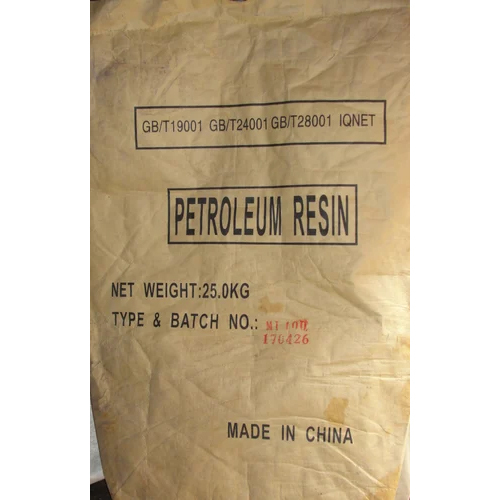 GB/T19001 GB/T24001 GB/T28001 IQNET
PETROLEUM RESIN
NET WEIGHT:25.0KG
TYPE & BATCH NO.:
170426
MADE IN CHINA